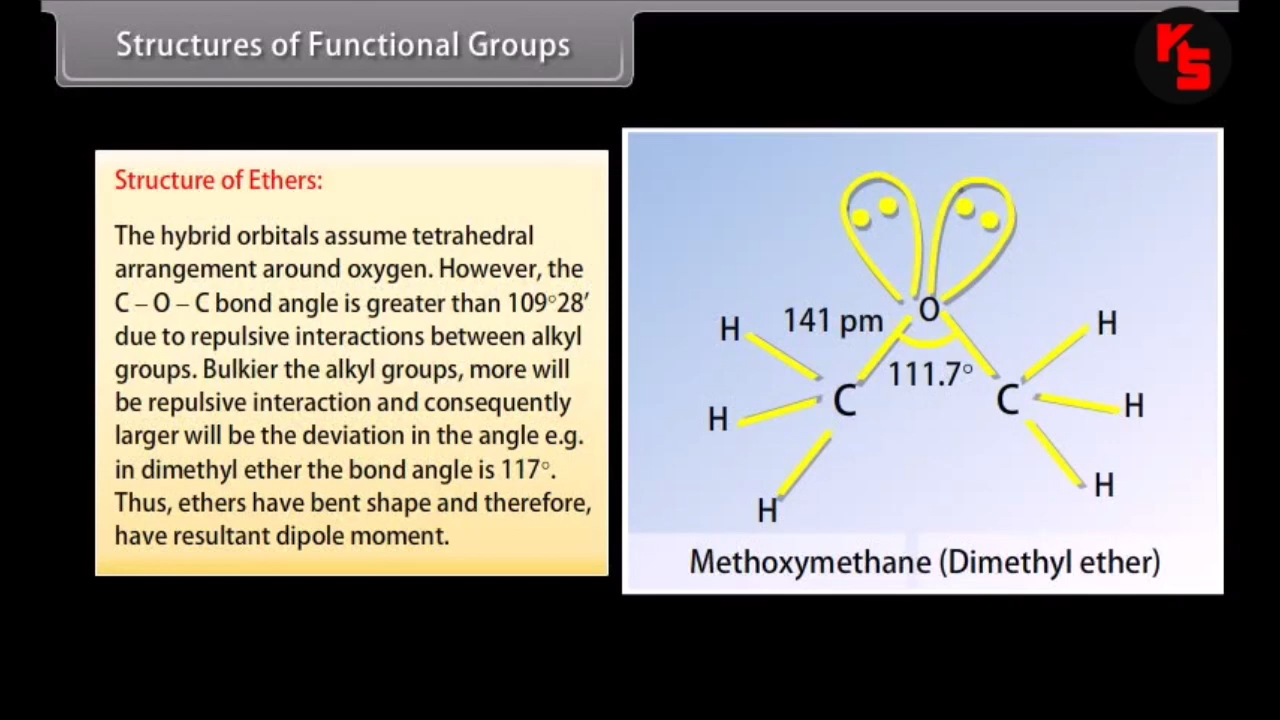 Structures of Functional Groups
rts
Structure of Ethers:
The hybrid orbitals assume tetrahedral
arrangement around oxygen. However, the
C – O – C bond angle is greater than 109°28′
due to repulsive interactions between alkyl
groups. Bulkier the alkyl groups, more will
be repulsive interaction and consequently
larger will be the deviation in the angle e.g.
in dimethyl ether the bond angle is 117°.
Thus, ethers have bent shape and therefore,
have resultant dipole moment.
O
H 141 pm H
111.7°
C C
H H
H H
Methoxymethane (Dimethyl ether)